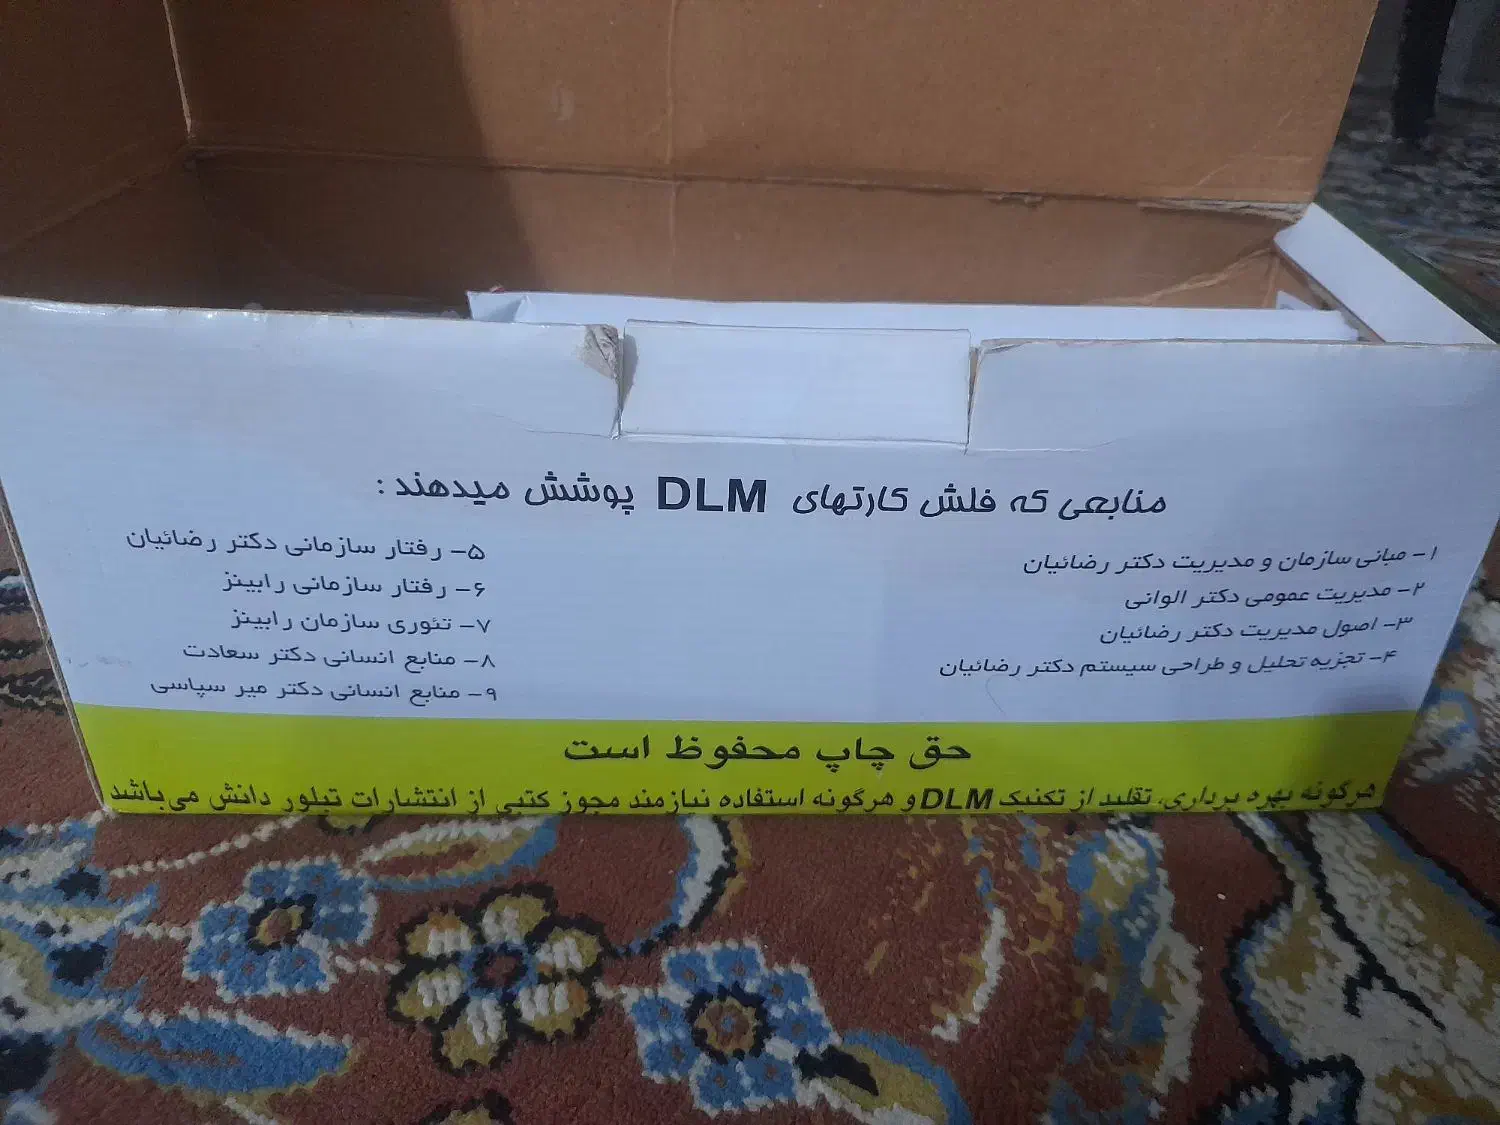 منابعی که فلش کارتهای DLM پوشش میدهند :
۱- مبانی سازمان و مدیریت دکتر رضائیان
۲- مدیریت عمومی دکتر الوانی
۳- اصول مدیریت دکتر رضائیان
۴- تجزیه تحلیل و طراحی سیستم دکتر رضائیان
۵- رفتار سازمانی دکتر رضائیان
۶- رفتار سازمانی رابینز
۷- تئوری سازمان رابینز
۸- منابع انسانی دکتر سعادت
۹- منابع انسانی دکتر میر سپاسی
حق چاپ محفوظ است
هرگونه بهره برداری، تقلید از تکنیک DLM و هرگونه استفاده نیازمند مجوز کتبی از انتشارات تبلور دانش می‌باشد